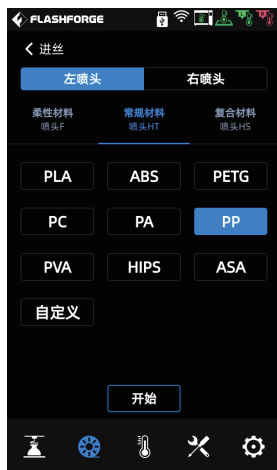 FLASHFORGE
进丝
左喷头 右喷头
柔性材料 常规材料 复合材料
喷头F 喷头HT 喷头HS
PLA ABS PETG
PC PA PP
PVA HIPS ASA
自定义
开始